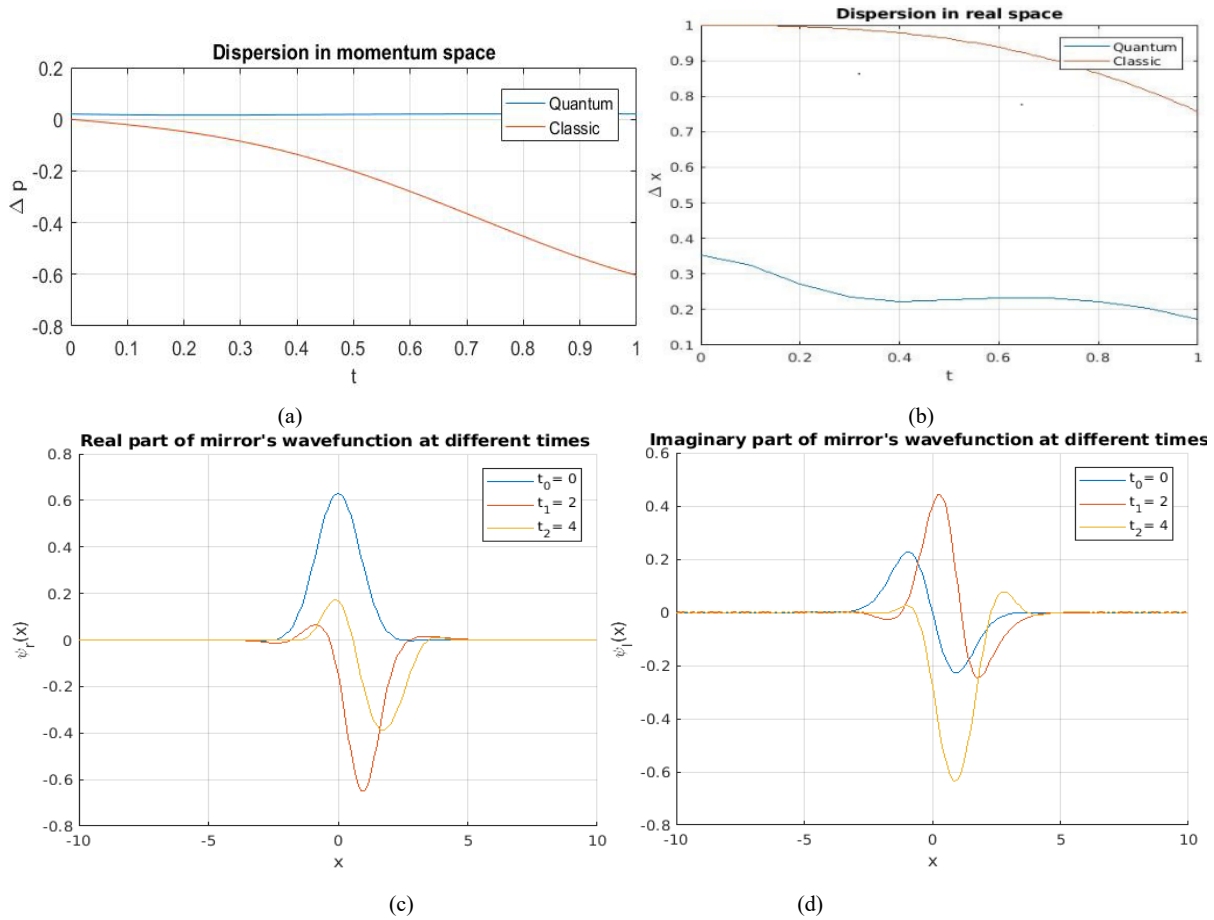 Dispersion in momentum space
0.2
0
-0.2
-0.4
-0.6
-0.8
Δ p
Quantum
Classic
0 0.1 0.2 0.3 0.4 0.5 0.6 0.7 0.8 0.9 1
t
(a)
Dispersion in real space
1
0.9
0.8
0.7
0.6
0.5
0.4
0.3
0.2
0.1
Δ x
Quantum
Classic
0 0.2 0.4 0.6 0.8 1
t
(b)
Real part of mirror's wavefunction at different times
0.8
0.6
0.4
0.2
0
-0.2
-0.4
-0.6
-0.8
ψr(x)
t0= 0
t1= 2
t2= 4
-10 -5 0 5 10
x
(c)
Imaginary part of mirror's wavefunction at different times
0.6
0.4
0.2
0
-0.2
-0.4
-0.6
-0.8
ψI(x)
t0= 0
t1= 2
t2= 4
-10 -5 0 5 10
x
(d)